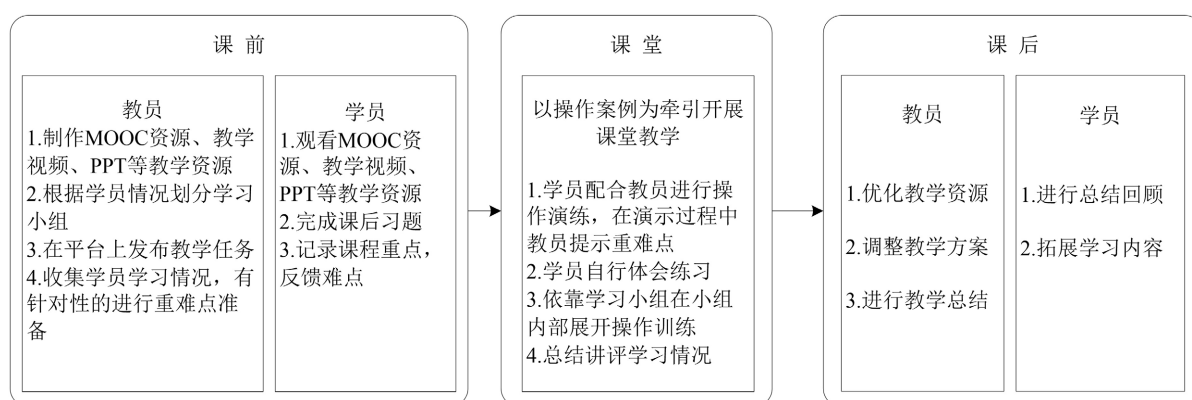 课 前
教员
1.制作MOOC资源、教学
视频、PPT等教学资源
2.根据学员情况划分学习
小组
3.在平台上发布教学任务
4.收集学员学习情况，有
针对性的进行重难点准
备
学员
1.观看MOOC资
源、教学视频、
PPT等教学资源
2.完成课后习题
3.记录课程重点，
反馈难点
课 堂
以操作案例为牵引开展
课堂教学
1.学员配合教员进行操
作演练，在演示过程中
教员提示重难点
2.学员自行体会练习
3.依靠学习小组在小组
内部展开操作训练
4.总结讲评学习情况
课 后
教员
1.优化教学资源
2.调整教学方案
3.进行教学总结
学员
1.进行总结回顾
2.拓展学习内容